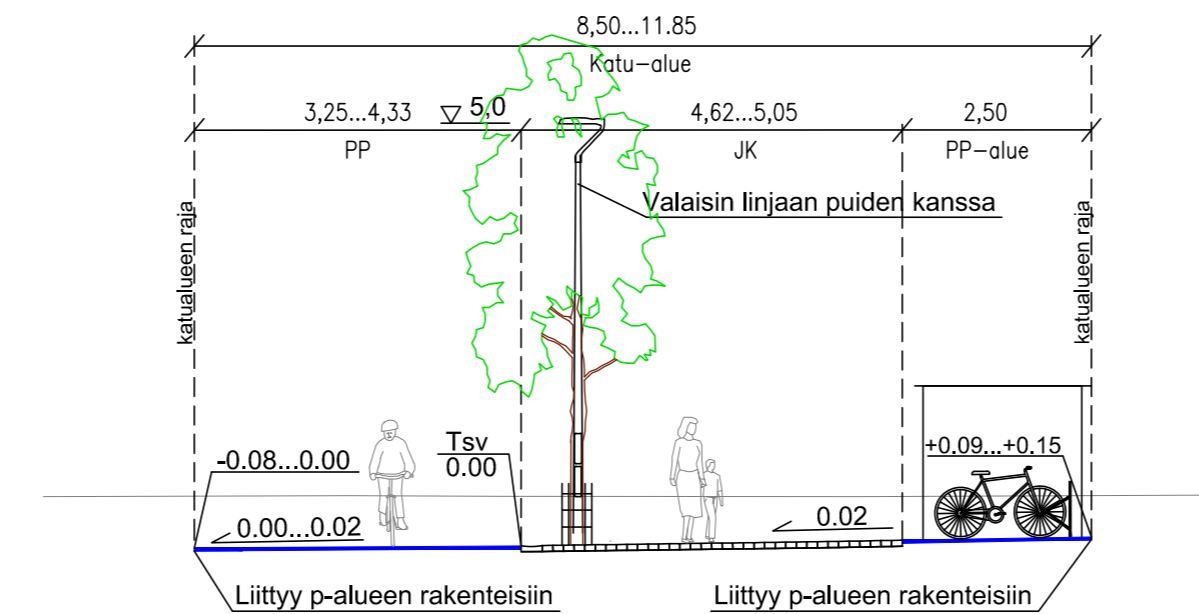 8,50...11.85
Katu-alue
3,25...4,33
5,0
4,62...5,05
2,50
PP
JK
PP-alue
Valaisin linjaan puiden kanssa
katualueen raja
katualueen raja
Tsv
0.00
-0.08...0.00
+0.09...+0.15
0.00...0.02
0.02
Liittyy p-alueen rakenteisiin
Liittyy p-alueen rakenteisiin